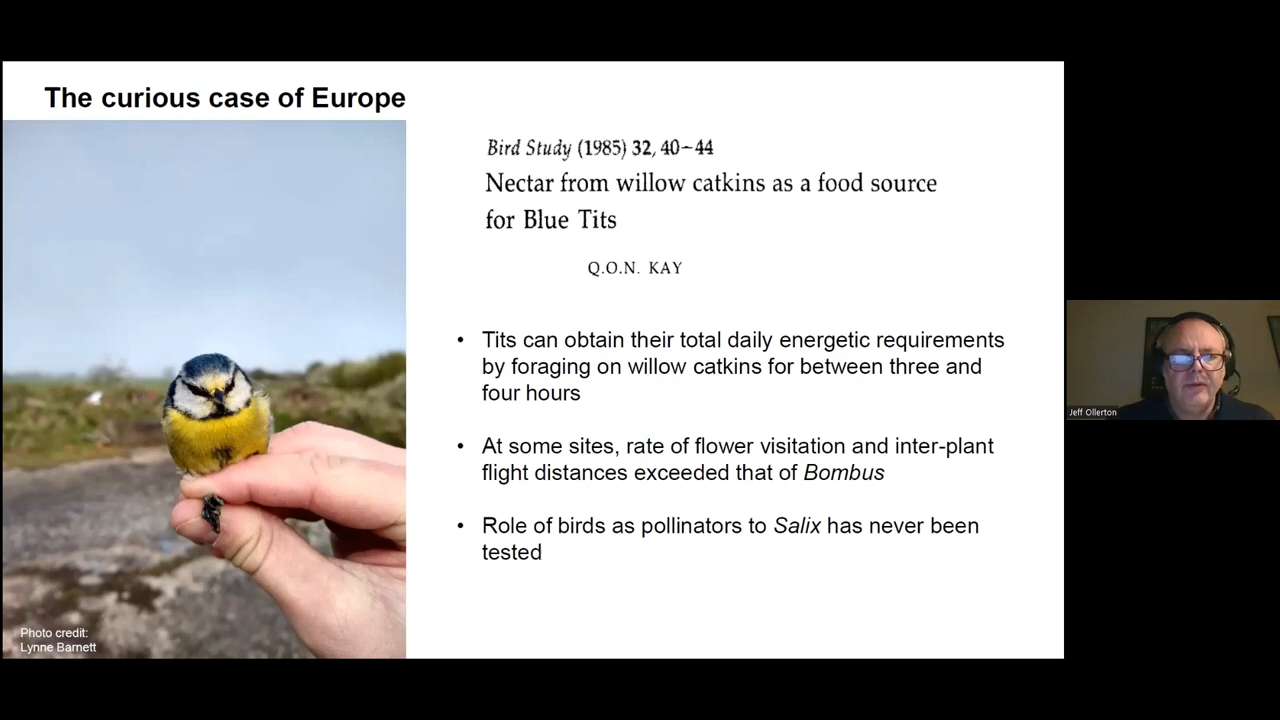 The curious case of Europe
Bird Study (1985) 32, 40–44
Nectar from willow catkins as a food source
for Blue Tits
Q.O.N. KAY
• Tits can obtain their total daily energetic requirements
by foraging on willow catkins for between three and
four hours
• At some sites, rate of flower visitation and inter-plant
flight distances exceeded that of Bombus
• Role of birds as pollinators to Salix has never been
tested
Photo credit:
Lynne Barnett
Jeff Ollerton